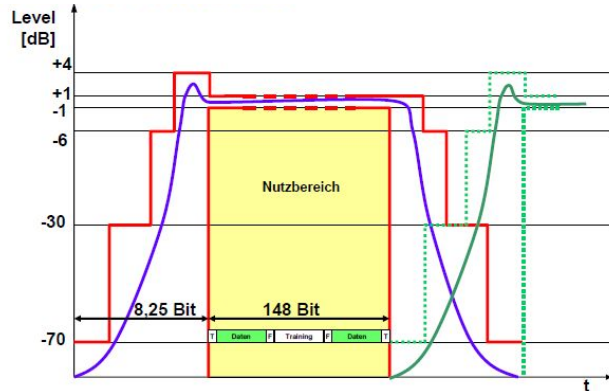 Level
[dB]
+4
+1
-1
-6
Nutzbereich
-30
8,25 Bit
148 Bit
T Daten F Training F Daten T
-70
t